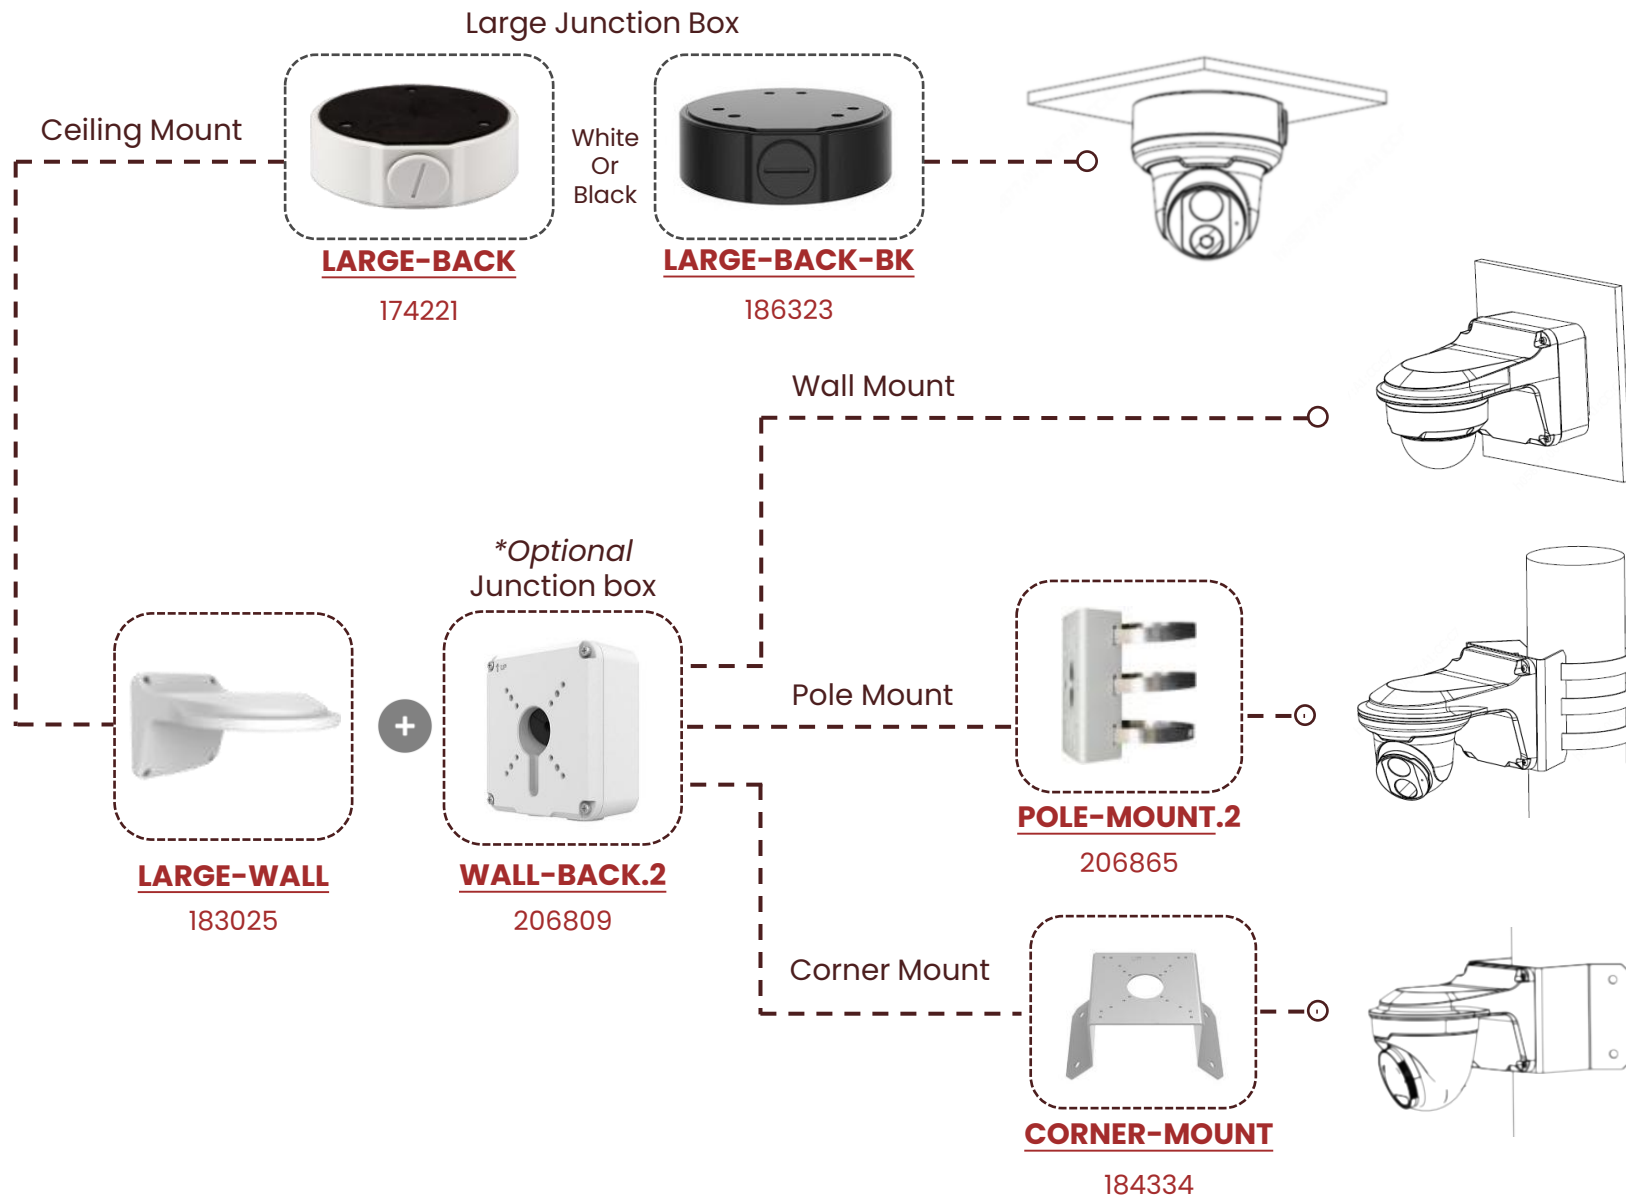 Large Junction Box
Ceiling Mount
White
Or
Black
LARGE-BACK
174221
LARGE-BACK-BK
186323
Wall Mount
*Optional
Junction box
UP
Pole Mount
LARGE-WALL
183025
WALL-BACK.2
206809
POLE-MOUNT.2
206865
Corner Mount
CORNER-MOUNT
184334